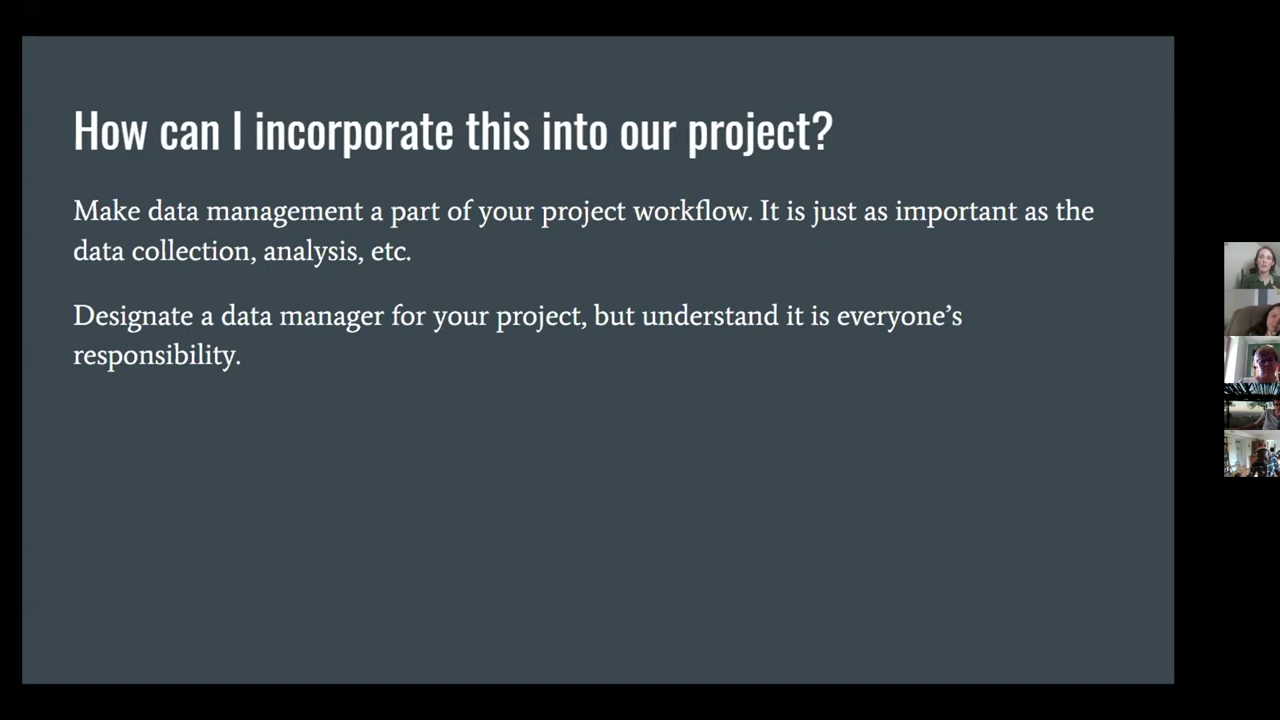 How can I incorporate this into our project?
Make data management a part of your project workflow. It is just as important as the
data collection, analysis, etc.
Designate a data manager for your project, but understand it is everyone’s
responsibility.